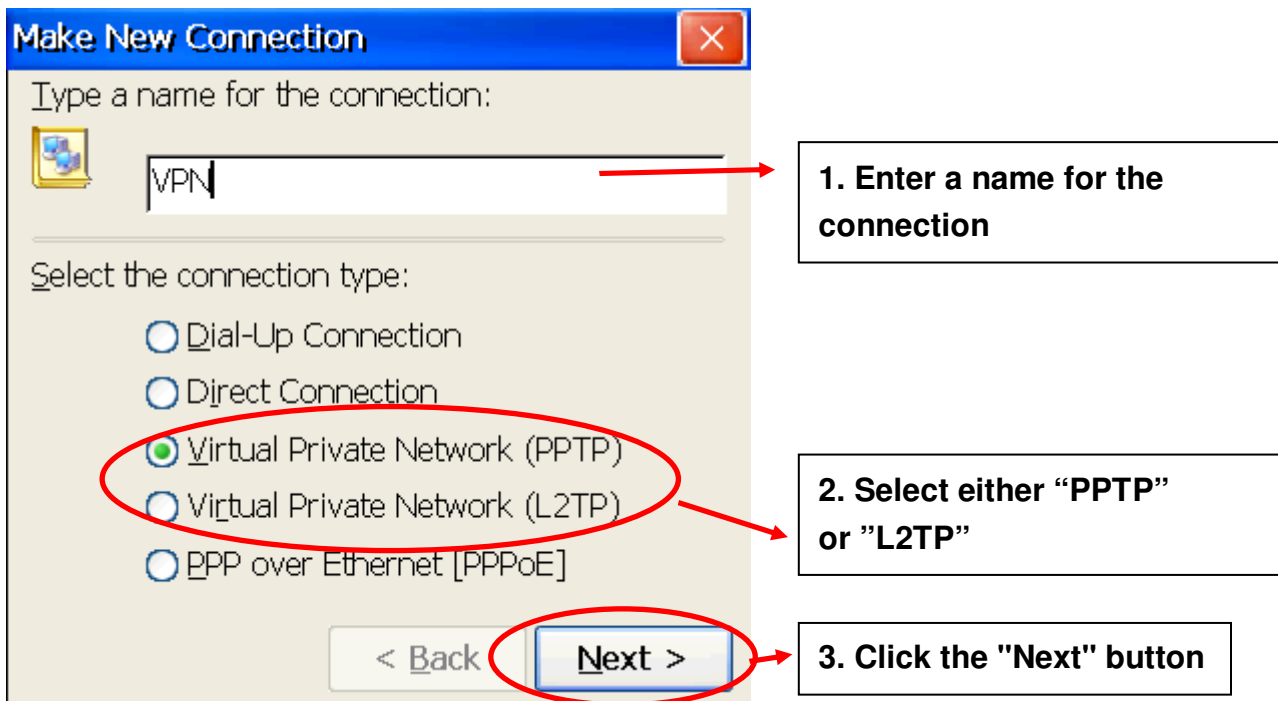 Make New Connection
Type a name for the connection:
VPN
1. Enter a name for the
connection
Select the connection type:
Dial-Up Connection
Direct Connection
Virtual Private Network (PPTP)
Virtual Private Network (L2TP)
PPP over Ethernet [PPPoE]
2. Select either “PPTP”
or ”L2TP”
< Back
Next >
3. Click the "Next" button